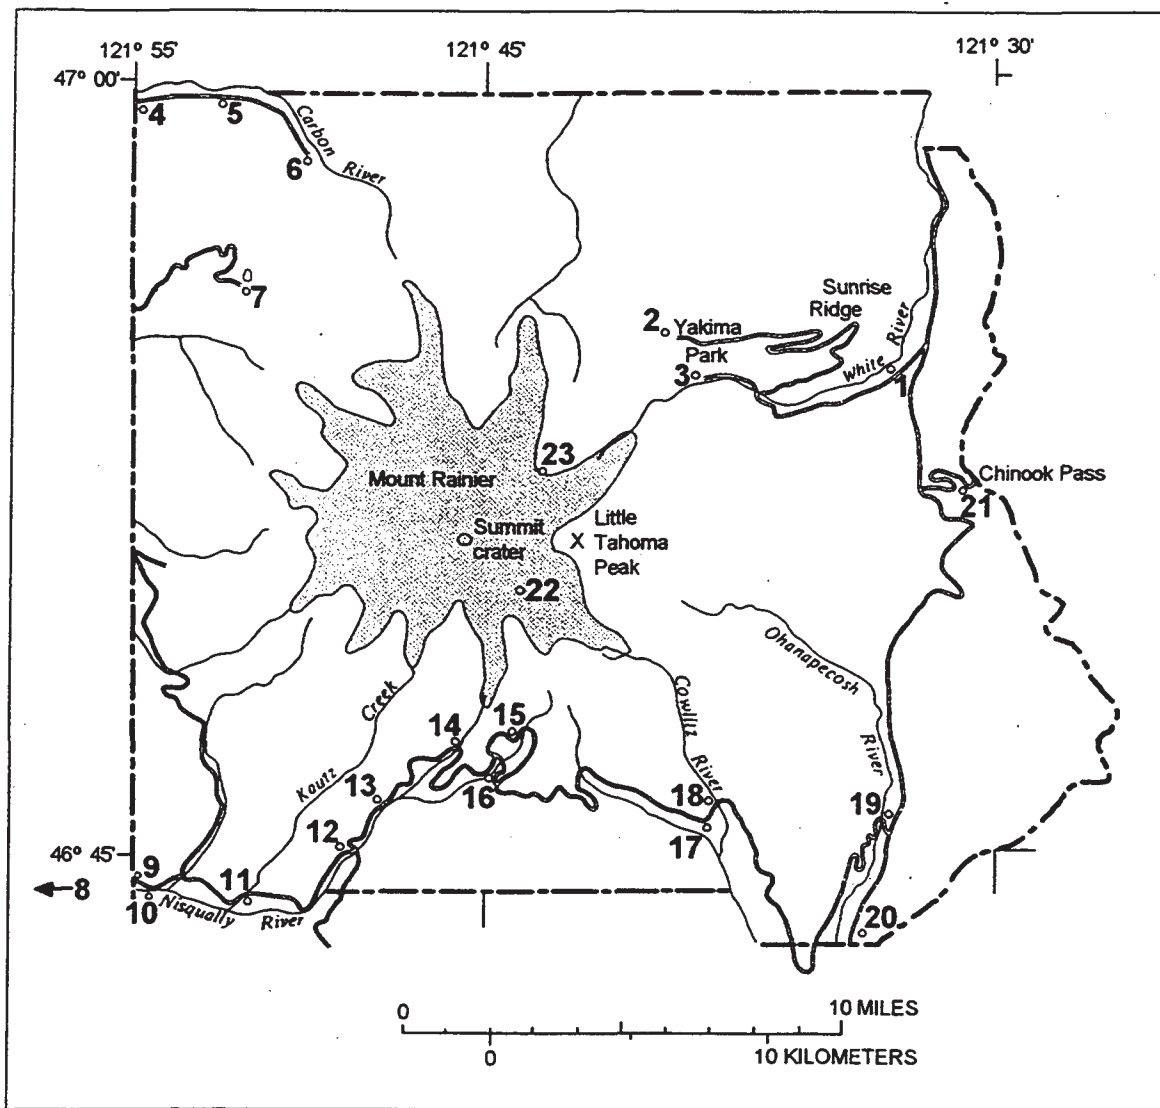 121° 55'
121° 45'
121° 30'
47° 00'
4
5
6
Carbon
River
7
Sunrise
Ridge
2
Yakima
Park
3
White
River
1
23
Mount Rainier
Chinook Pass
21
Summit
crater
Little
Tahoma
Peak
X
22
Ohanapecosh
River
Creek
Kautz
Cowlitz
River
14
15
13
16
18
17
19
12
46° 45'
9
8
10
11
Nisqually
River
20
0
10 MILES
0
10 KILOMETERS